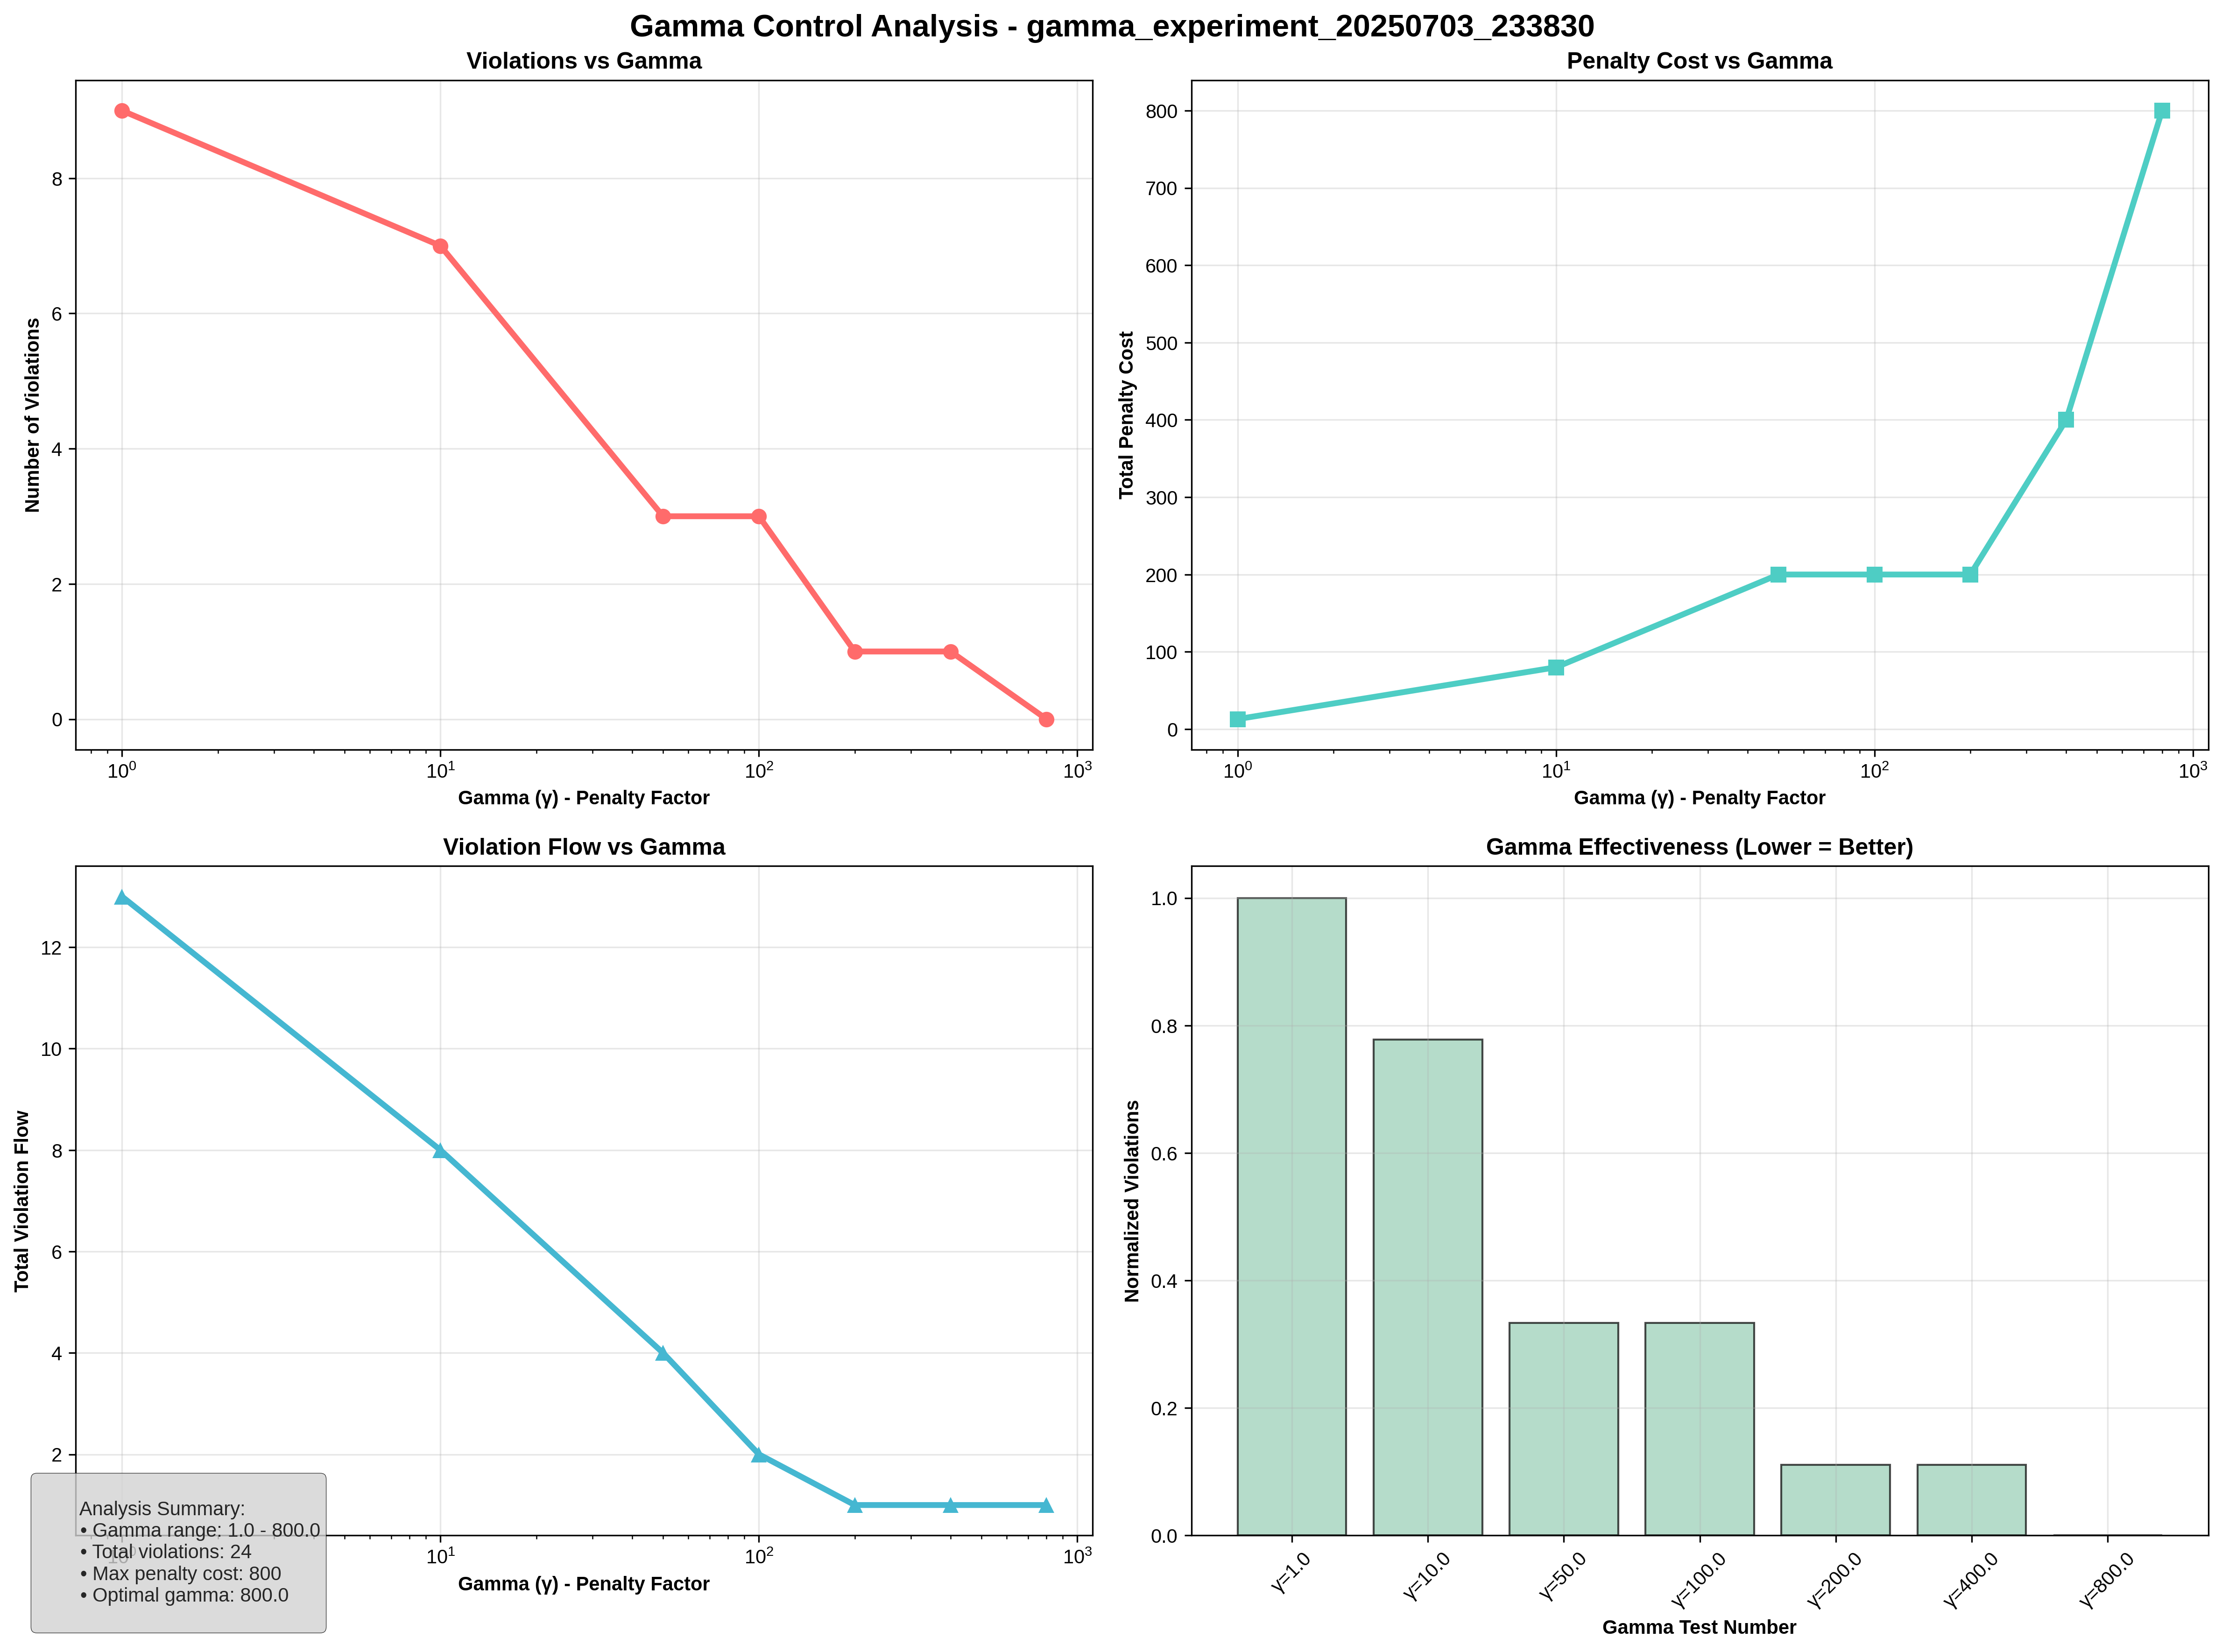 Gamma Control Analysis - gamma_experiment_20250703_233830
Violations vs Gamma
Number of Violations
8
6
4
2
0
10⁰
10¹
10²
10³
Gamma (γ) - Penalty Factor
Penalty Cost vs Gamma
Total Penalty Cost
800
700
600
500
400
300
200
100
0
10⁰
10¹
10²
10³
Gamma (γ) - Penalty Factor
Violation Flow vs Gamma
Total Violation Flow
12
10
8
6
4
2
10⁰
10¹
10²
10³
Gamma (γ) - Penalty Factor
Analysis Summary:
• Gamma range: 1.0 - 800.0
• Total violations: 24
• Max penalty cost: 800
• Optimal gamma: 800.0
Gamma Effectiveness (Lower = Better)
Normalized Violations
1.0
0.8
0.6
0.4
0.2
0.0
γ=1.0
γ=10.0
γ=50.0
γ=100.0
γ=200.0
γ=400.0
γ=800.0
Gamma Test Number